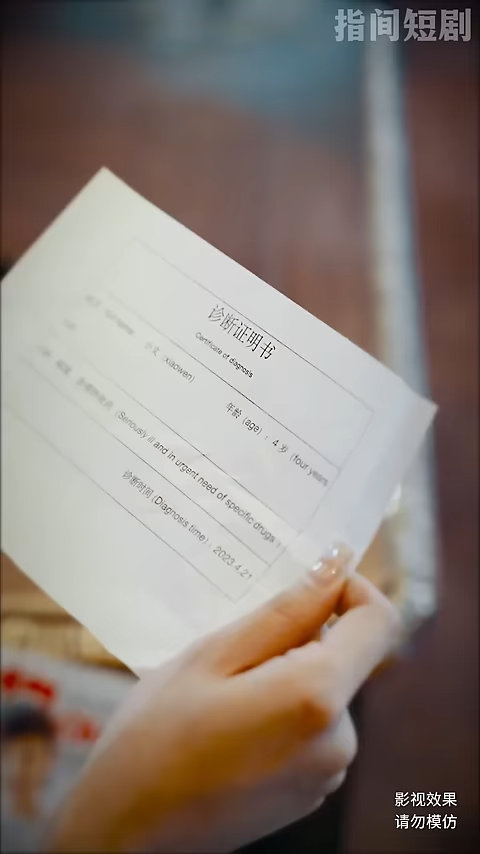 指间短剧
诊断证明书
Certificate of diagnosis
小文 (xiaowen)
年龄 (age): 4岁 (four years
(Seriously ill and in urgent need of specific drugs)
诊断时间 (Diagnosis time): 2023.4.21
影视效果
请勿模仿